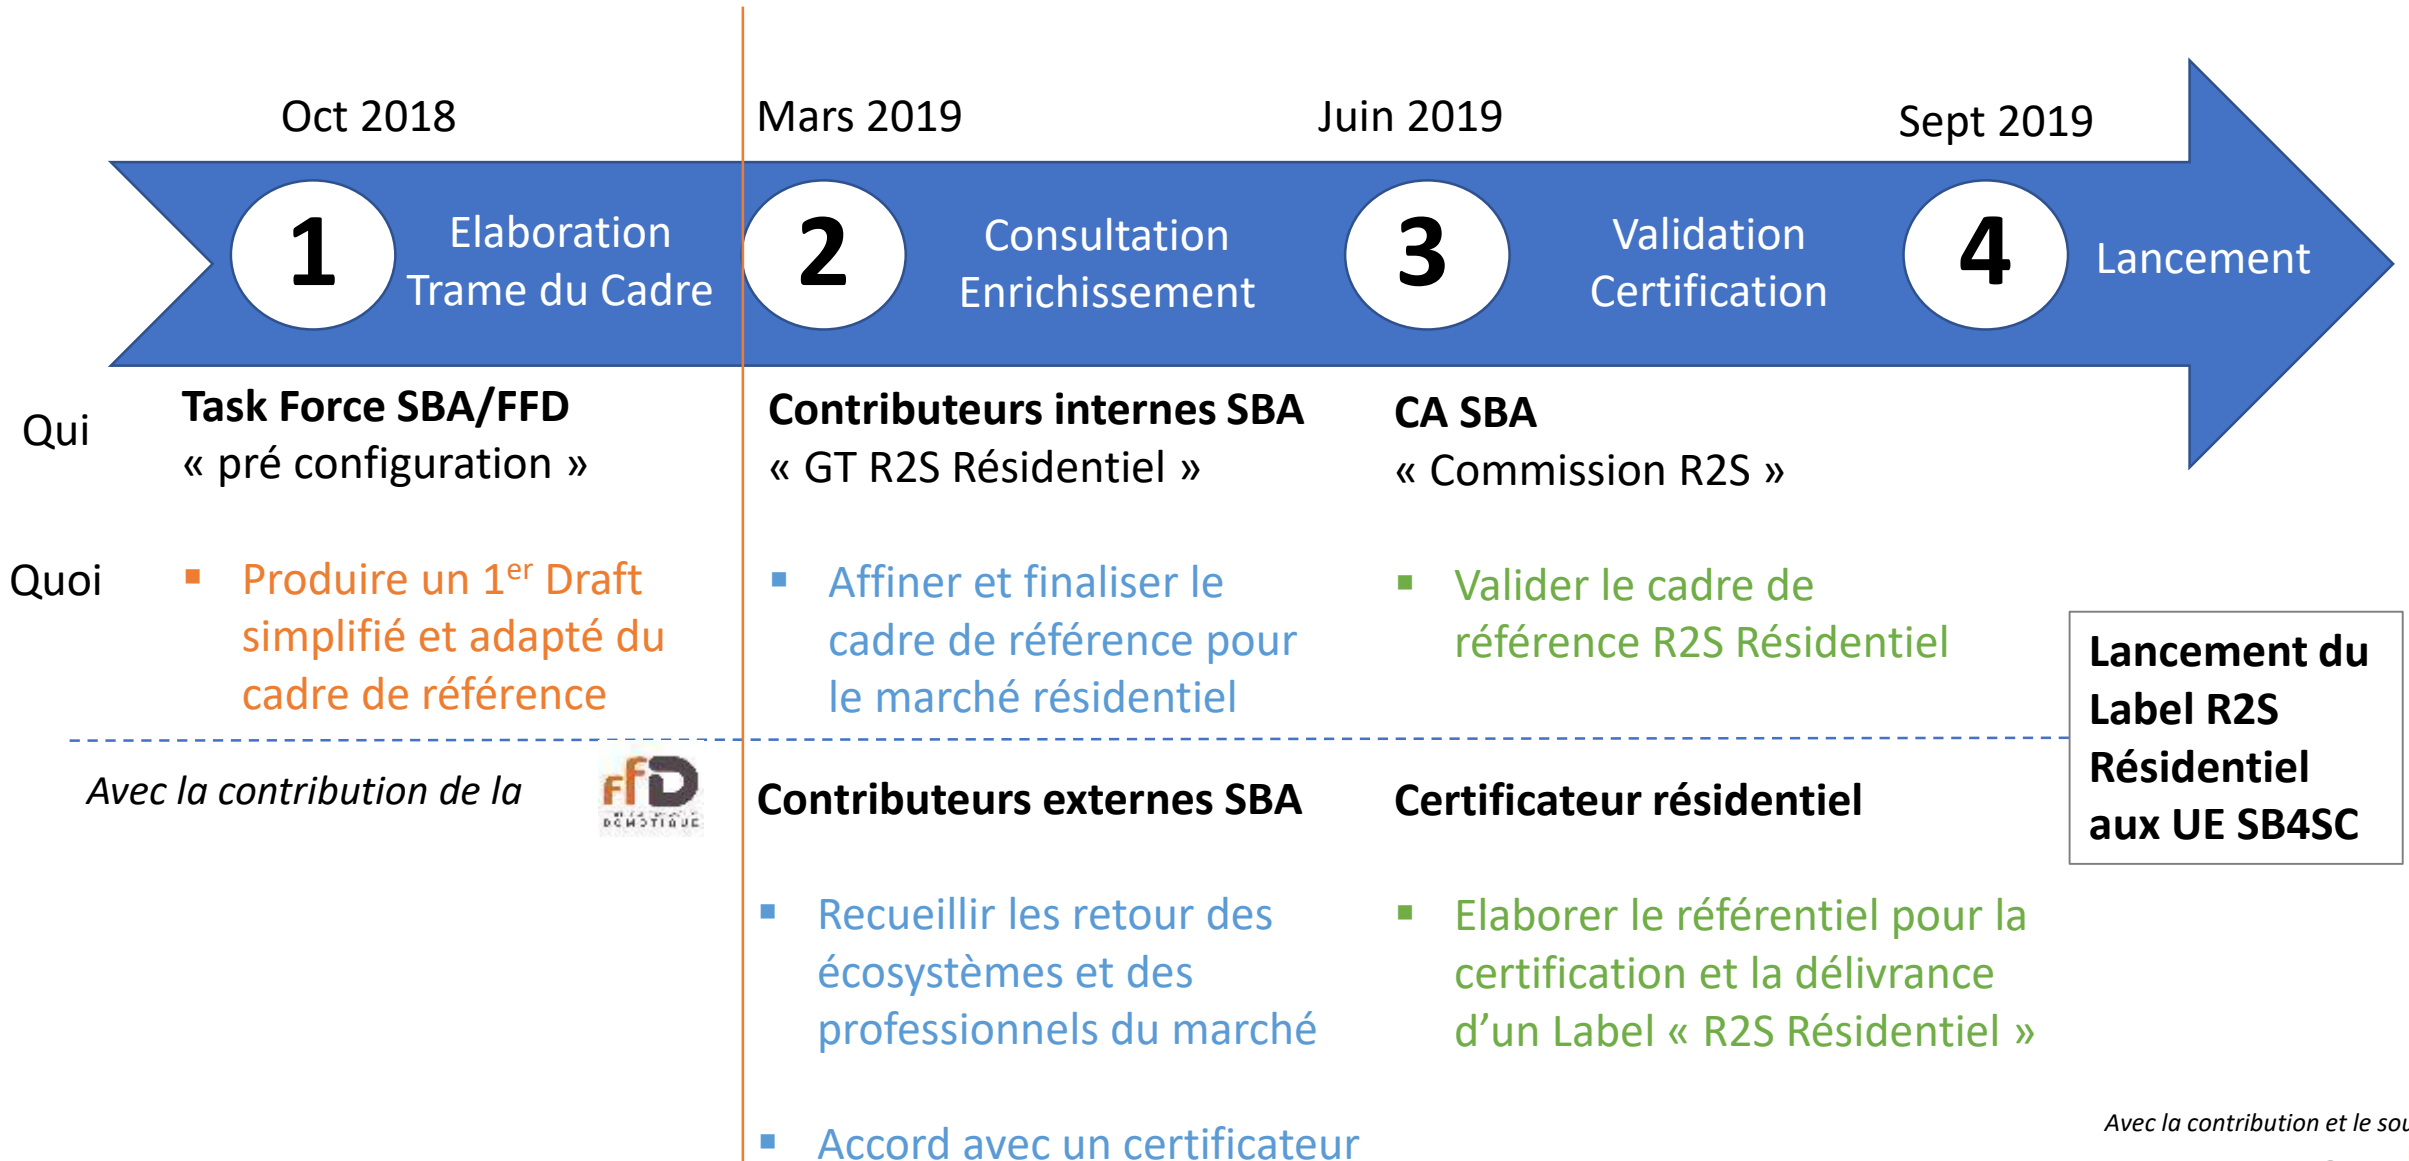 Oct 2018
Mars 2019
Juin 2019
Sept 2019
1
Elaboration
Trame du Cadre
2
Consultation
Enrichissement
3
Validation
Certification
4
Lancement
Qui
Task Force SBA/FFD
« pré configuration »
Contributeurs internes SBA
« GT R2S Résidentiel »
CA SBA
« Commission R2S »
Quoi
▪ Produire un 1er Draft
simplifié et adapté du
cadre de référence
▪ Affiner et finaliser le
cadre de référence pour
le marché résidentiel
▪ Valider le cadre de
référence R2S Résidentiel
Lancement du
Label R2S
Résidentiel
aux UE SB4SC
Avec la contribution de la
FFD
DOMOTIQUE
Contributeurs externes SBA
▪ Recueillir les retour des
écosystèmes et des
professionnels du marché
▪ Accord avec un certificateur
Certificateur résidentiel
▪ Elaborer le référentiel pour la
certification et la délivrance
d’un Label « R2S Résidentiel »
Avec la contribution et le